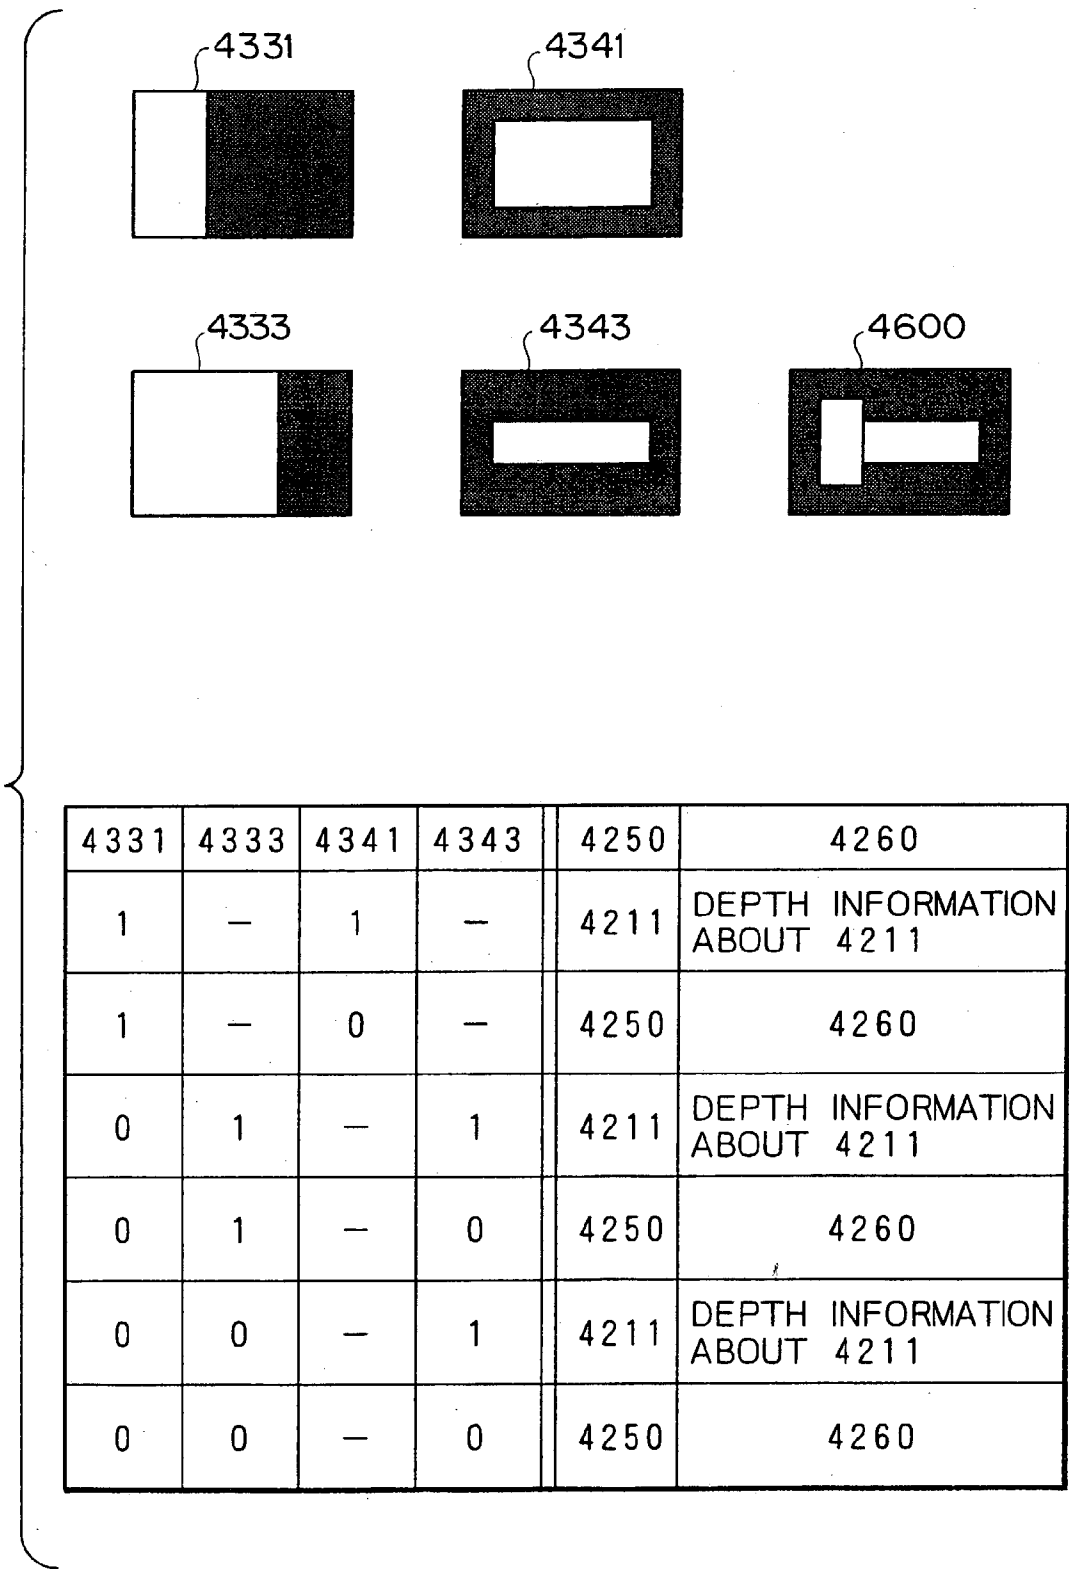 4331
4341
4333
4343
4600
4331 4333 4341 4343 4250 4260
1 — 1 — 4211 DEPTH INFORMATION
ABOUT 4211
1 — 0 — 4250 4260
0 1 — 1 4211 DEPTH INFORMATION
ABOUT 4211
0 1 — 0 4250 4260
0 0 — 1 4211 DEPTH INFORMATION
ABOUT 4211
0 0 — 0 4250 4260